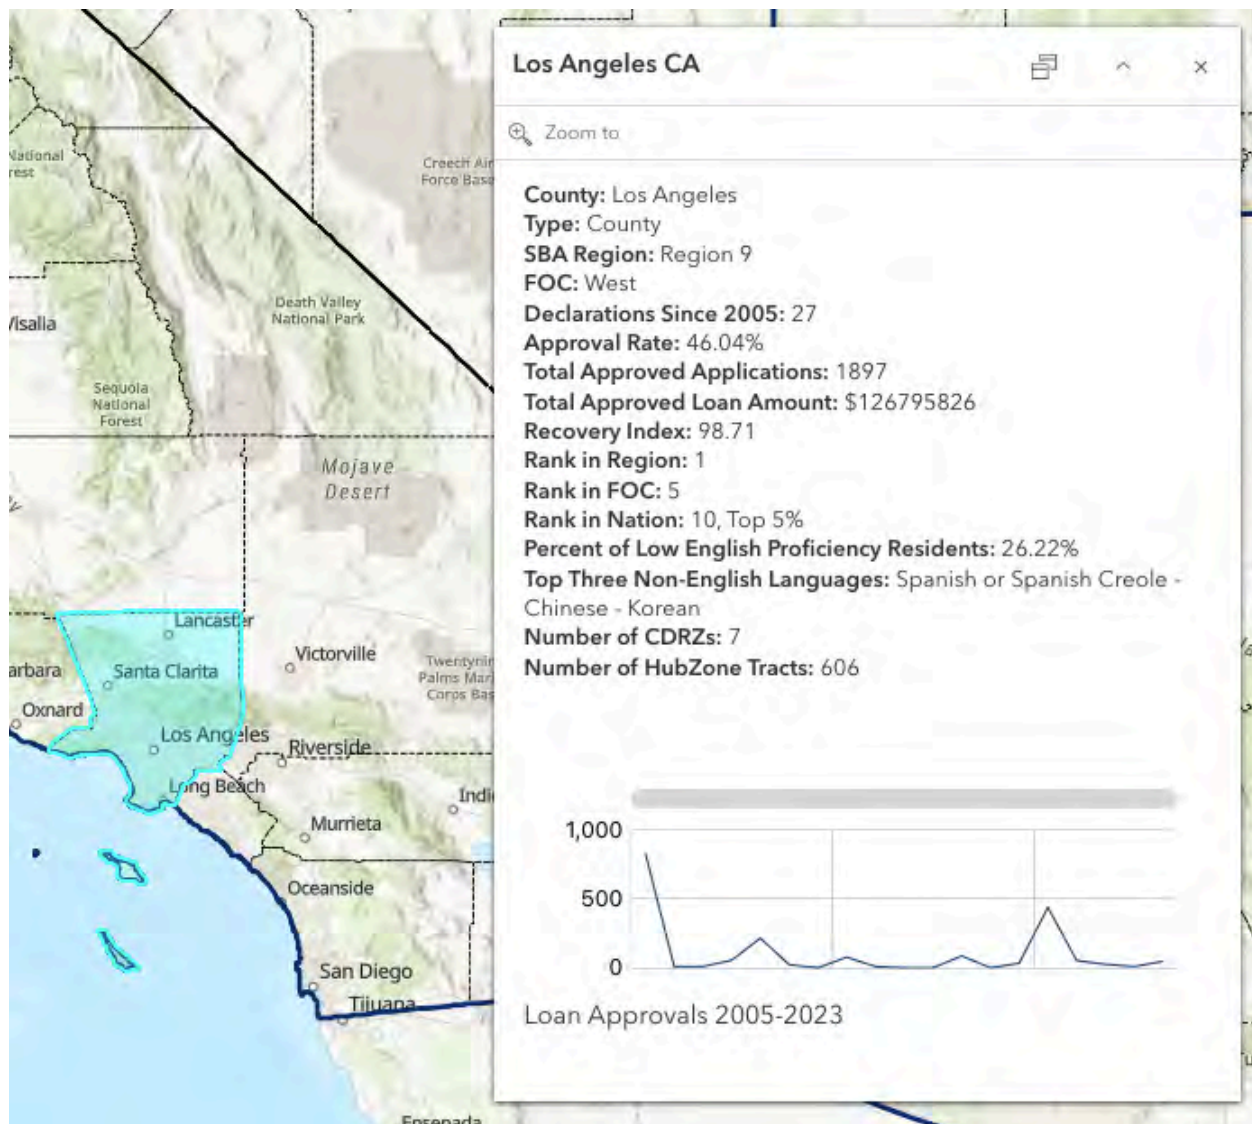 Los Angeles CA
Zoom to
County: Los Angeles
Type: County
SBA Region: Region 9
FOC: West
Declarations Since 2005: 27
Approval Rate: 46.04%
Total Approved Applications: 1897
Total Approved Loan Amount: $126795826
Recovery Index: 98.71
Rank in Region: 1
Rank in FOC: 5
Rank in Nation: 10, Top 5%
Percent of Low English Proficiency Residents: 26.22%
Top Three Non-English Languages: Spanish or Spanish Creole -
Chinese - Korean
Number of CDRZs: 7
Number of HubZone Tracts: 606
1,000
500
0
Loan Approvals 2005-2023
Creech Air
Force Base
Death Valley
National Park
Sequoia
National
Forest
Mojave
Desert
Lancaster
Santa Clarita
Victorville
Oxnard
Los Angeles
Riverside
Long Beach
Murrieta
Oceanside
San Diego
Tijuana
Ensenada